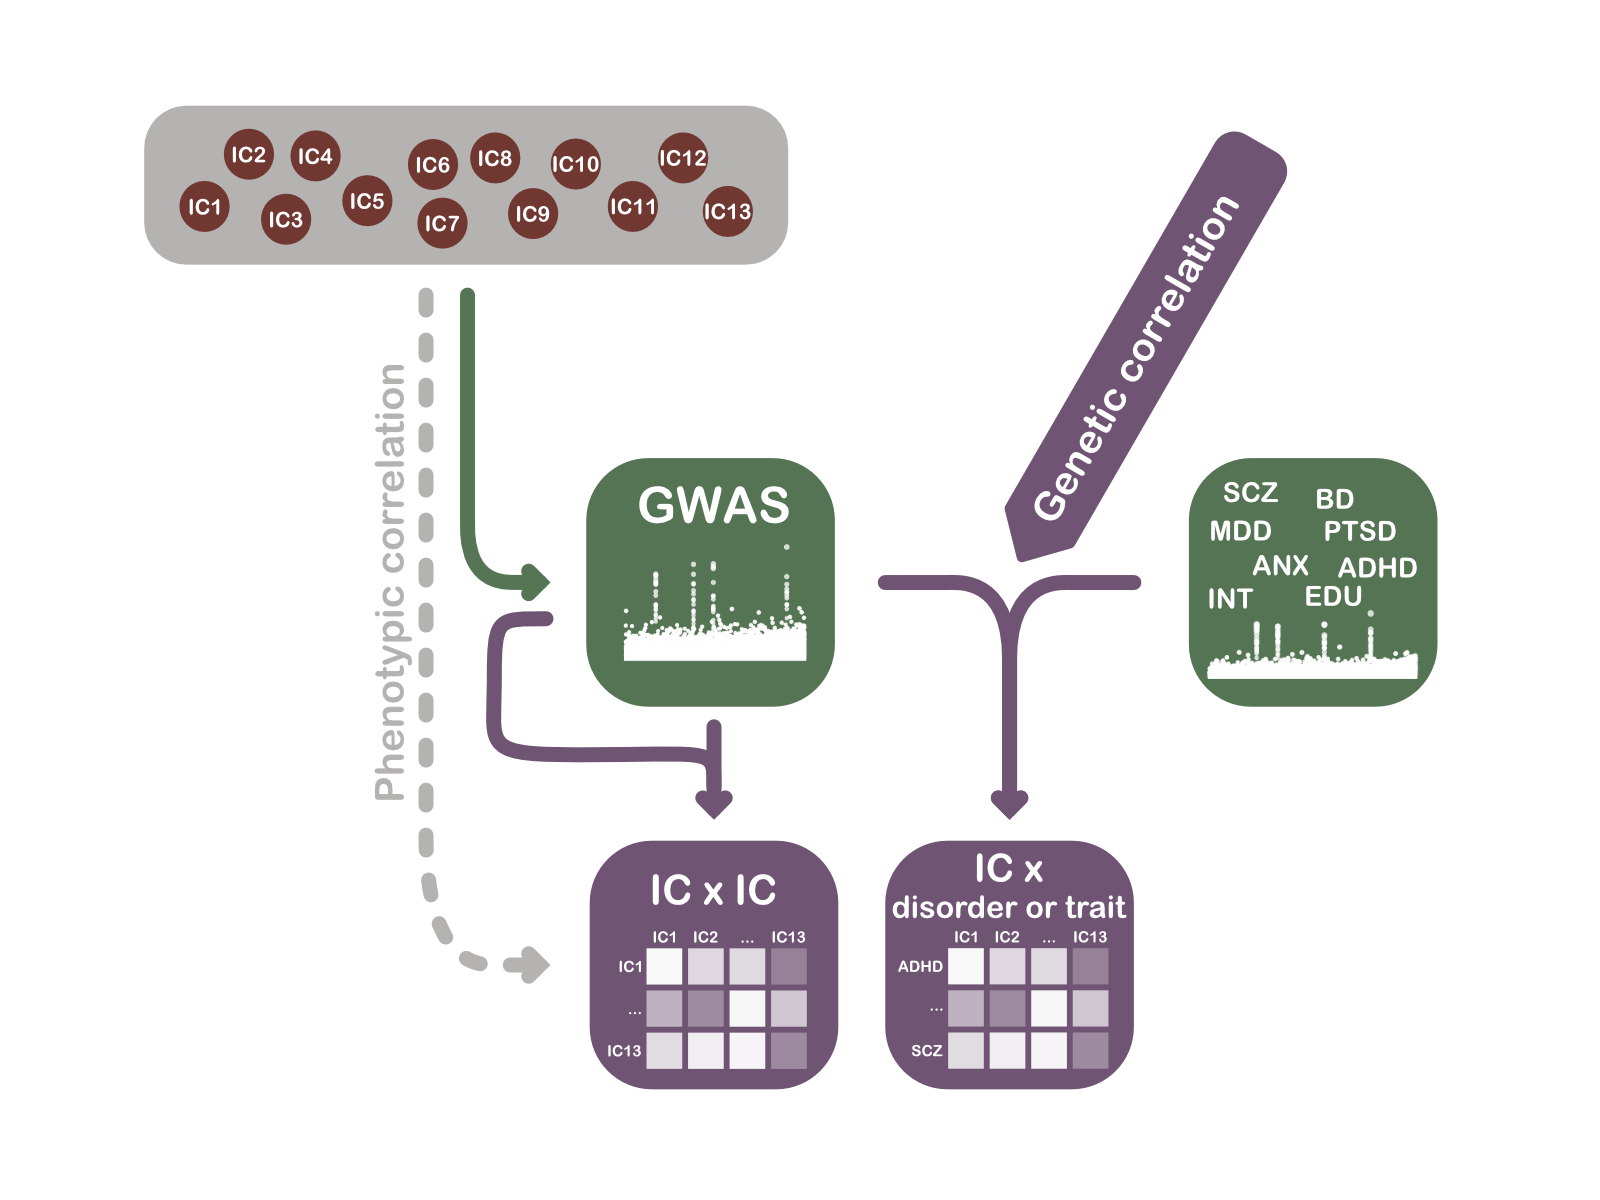 IC2
IC4
IC6
IC8
IC10
IC12
IC1
IC3
IC5
IC7
IC9
IC11
IC13
Phenotypic correlation
Genetic correlation
GWAS
SCZ
BD
MDD
PTSD
ANX
ADHD
INT
EDU
IC x IC
IC1 IC2 ... IC13
IC1
...
IC13
IC x
disorder or trait
IC1 IC2 ... IC13
ADHD
...
SCZ